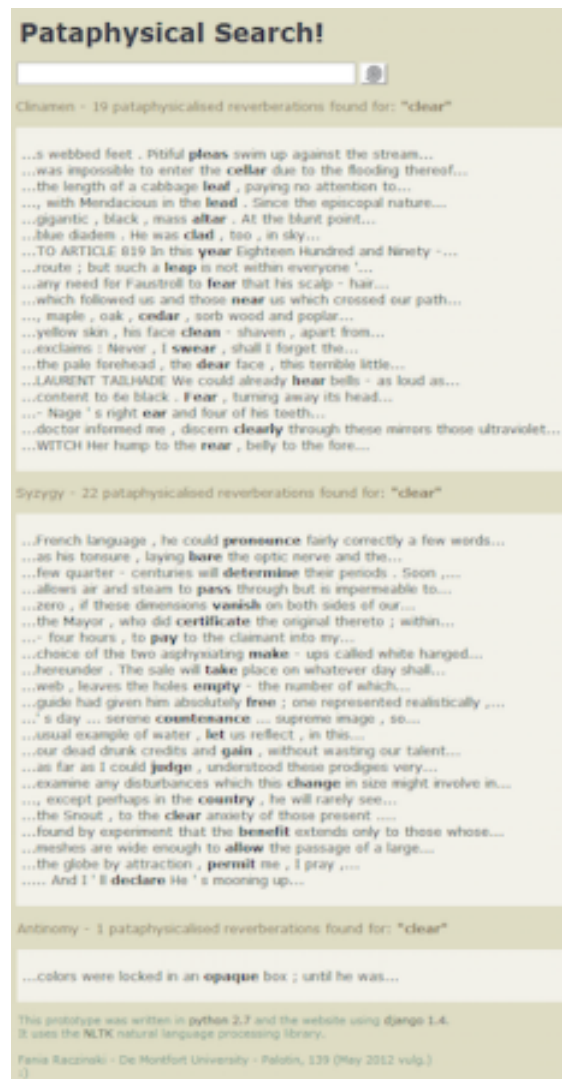 Pataphysical Search!
Clinamen - 19 pataphysicalised reverberations found for: "clear"
...s webbed feet . Pitiful pleas swim up against the stream...
...was impossible to enter the cellar due to the flooding thereof...
...the length of a cabbage leaf , paying no attention to...
..., with Mendacious in the lead . Since the episcopal nature...
...gigantic , black , mass altar . At the blunt point...
...blue diadem . He was clad , too , in sky...
...TO ARTICLE 819 In this year Eighteen Hundred and Ninety -...
...route ; but such a leap is not within everyone '...
...any need for Faustroll to fear that his scalp - hair...
...which followed us and those near us which crossed our path...
..., maple , oak , cedar , sorb wood and poplar...
...yellow skin , his face clean - shaven , apart from...
...exclaims : Never , I swear , shall I forget the...
...the pale forehead , the dear face , this terrible little...
...LAURENT TAILHADE We could already hear bells - as loud as...
...content to 6e black . Fear , turning away its head...
...- Nage ' s right ear and four of his teeth...
...doctor informed me , discern clearly through these mirrors those ultraviolet...
...WITCH Her hump to the rear , belly to the fore...
Syzygy - 22 pataphysicalised reverberations found for: "clear"
...French language , he could pronounce fairly correctly a few words...
...as his tonsure , laying bare the optic nerve and the...
...few quarter - centuries will determine their periods . Soon ,...
...allows air and steam to pass through but is impermeable to...
...zero , if these dimensions vanish on both sides of our...
...the Mayor , who did certificate the original thereto ; within...
...- four hours , to pay to the claimant into my...
...choice of the two asphyxiating make - ups called white hanged...
...hereunder . The sale will take place on whatever day shall...
...web , leaves the holes empty - the number of which...
...guide had given him absolutely free ; one represented realistically ,...
...' s day ... serene countenance .... supreme image , so...
...usual example of water , let us reflect , in this...
...our dead drunk credits and gain , without wasting our talent...
...as far as I could judge , understood these prodigies very...
...examine any disturbances which this change in size might involve in...
..., except perhaps in the country , he will rarely see...
...the Snout , to the clear anxiety of those present ....
...found by experiment that the benefit extends only to those whose...
...meshes are wide enough to allow the passage of a large...
...the globe by attraction , permit me , I pray ,...
..... And I ' ll declare He ' s mooning up...
Antinomy - 1 pataphysicalised reverberations found for: "clear"
...colors were locked in an opaque box ; until he was...
This prototype was written in python 2.7 and the website using django 1.4.
It uses the NLTK natural language processing library.
Fania Raczinski - De Montfort University - Palotin, 139 (May 2012 vulg.)
:)